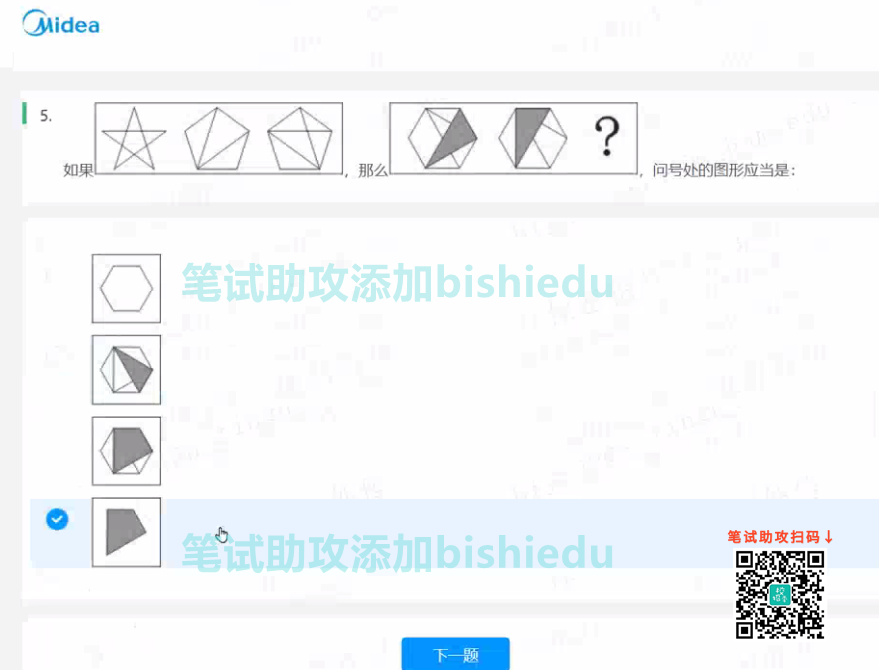 Midea
5.
如果
，那么
？
，问号处的图形应当是：
笔试助攻添加bishiedu
笔试助攻添加bishiedu
笔试助攻扫码↓
下一题